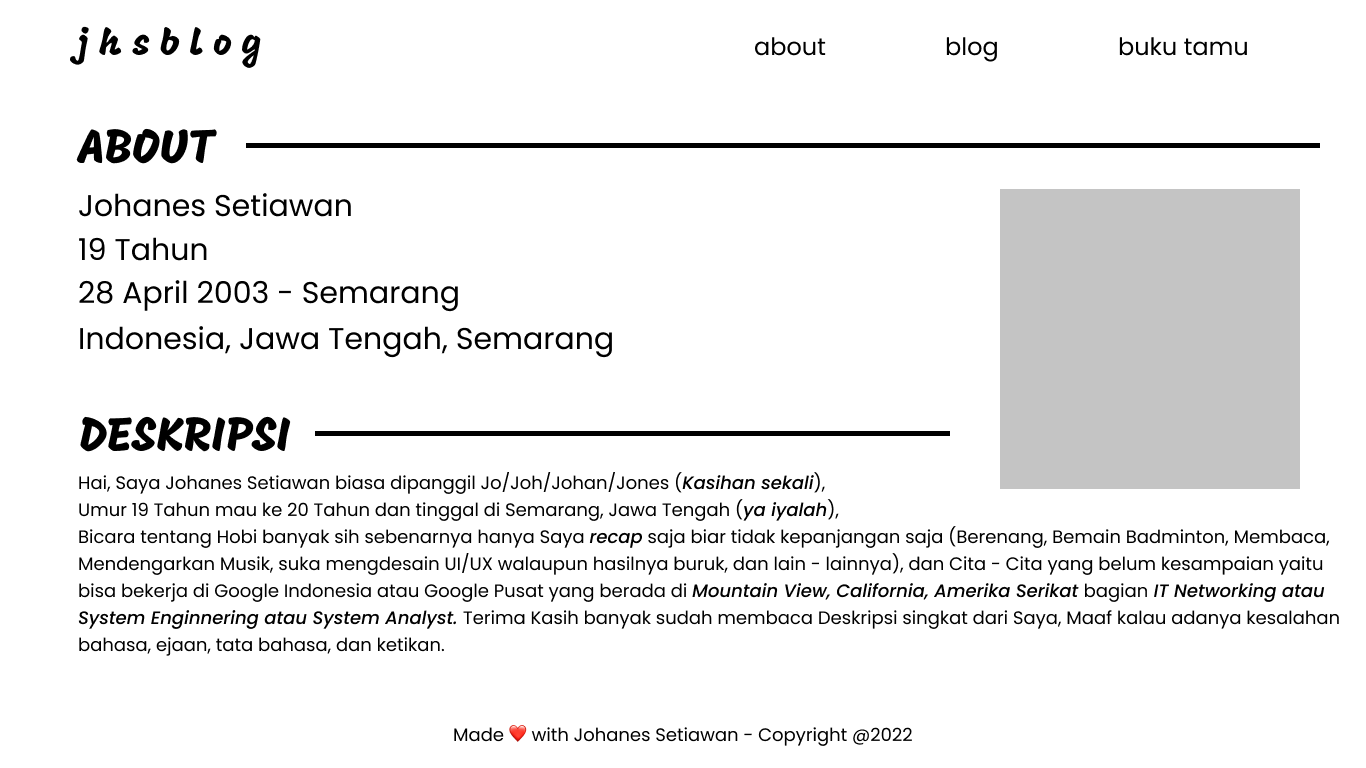 jhsblog
about blog buku tamu
ABOUT
Johanes Setiawan
19 Tahun
28 April 2003 - Semarang
Indonesia, Jawa Tengah, Semarang
DESKRIPSI
Hai, Saya Johanes Setiawan biasa dipanggil Jo/Joh/Johan/Jones (Kasihan sekali),
Umur 19 Tahun mau ke 20 Tahun dan tinggal di Semarang, Jawa Tengah (ya iyalah),
Bicara tentang Hobi banyak sih sebenarnya hanya Saya recap saja biar tidak kepanjangan saja (Berenang, Bemain Badminton, Membaca,
Mendengarkan Musik, suka mengdesain UI/UX walaupun hasilnya buruk, dan lain - lainnya), dan Cita - Cita yang belum kesampaian yaitu
bisa bekerja di Google Indonesia atau Google Pusat yang berada di Mountain View, California, Amerika Serikat bagian IT Networking atau
System Enginnering atau System Analyst. Terima Kasih banyak sudah membaca Deskripsi singkat dari Saya, Maaf kalau adanya kesalahan
bahasa, ejaan, tata bahasa, dan ketikan.
Made ❤️ with Johanes Setiawan - Copyright @2022